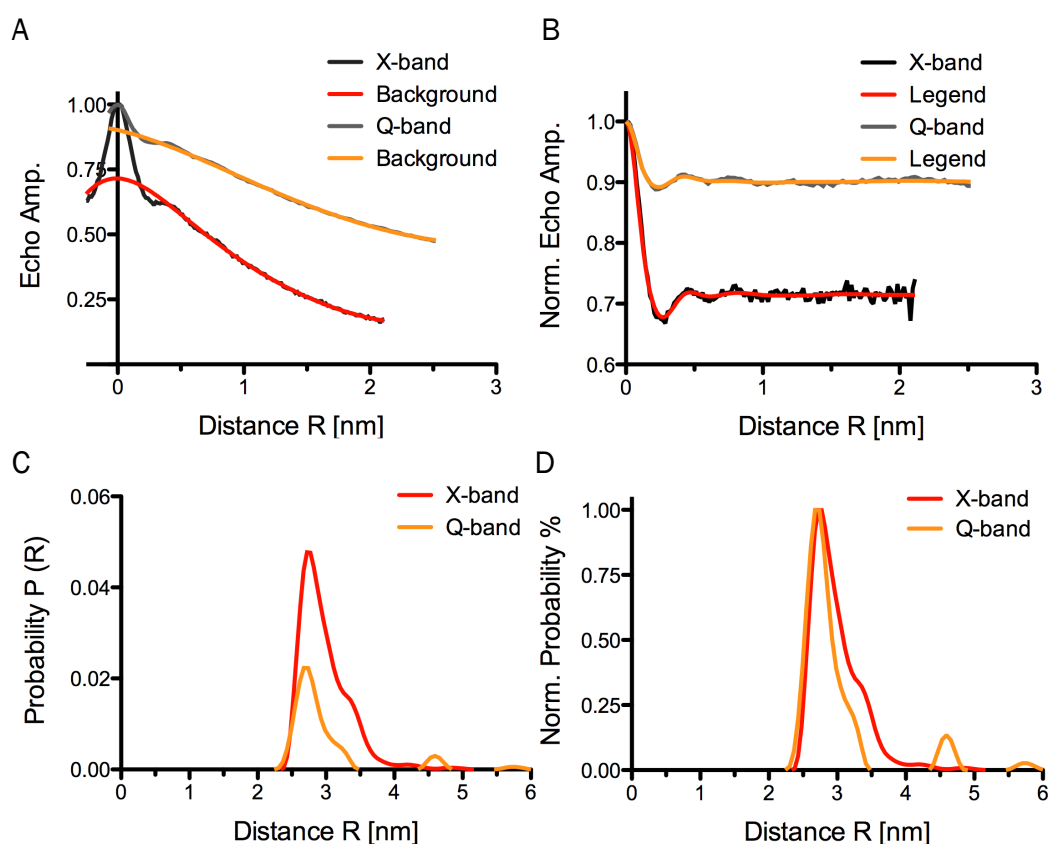 A
X-band
Background
Q-band
Background
Echo Amp.
1.00
0.75
0.50
0.25
0 1 2 3
Distance R [nm]
B
X-band
Legend
Q-band
Legend
Norm. Echo Amp.
1.0
0.9
0.8
0.7
0.6
0 1 2 3
Distance R [nm]
C
X-band
Q-band
Probability P (R)
0.06
0.04
0.02
0.00
0 1 2 3 4 5 6
Distance R [nm]
D
X-band
Q-band
Norm. Probability %
1.00
0.75
0.50
0.25
0.00
0 1 2 3 4 5 6
Distance R [nm]